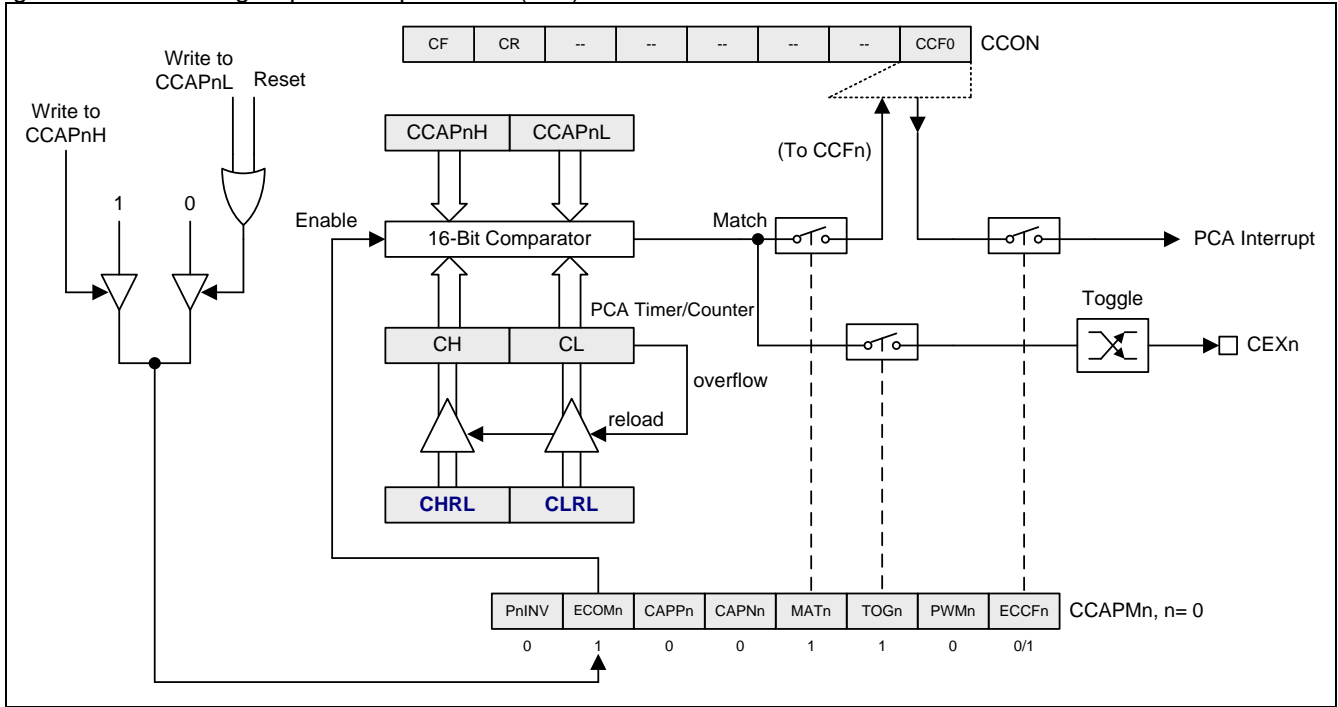 CF CR -- -- -- -- -- CCF0 CCON
Write to
CCAPnL
Reset
Write to
CCAPnH
CCAPnH CCAPnL
(To CCFn)
1 0
Enable
16-Bit Comparator
Match
PCA Interrupt
PCA Timer/Counter
Toggle
CH CL
CEXn
overflow
reload
CHRL CLRL
PnINV ECOMn CAPPn CAPNn MATn TOGn PWMn ECCFn CCAPMn, n= 0
0 1 0 0 1 1 0 0/1